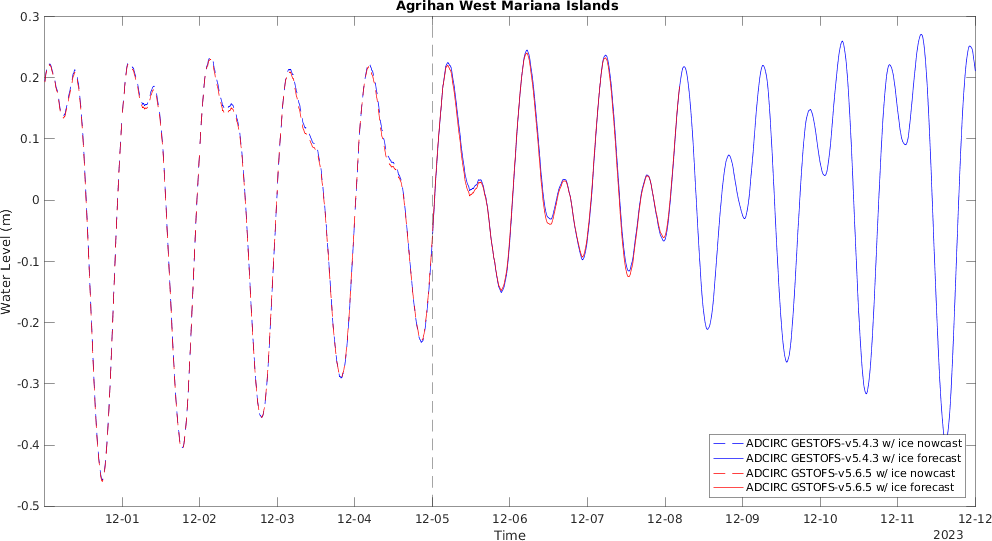 Agrihan West Mariana Islands
0.3
0.2
0.1
0
-0.1
-0.2
-0.3
-0.4
-0.5
Water Level (m)
12-01 12-02 12-03 12-04 12-05 12-06 12-07 12-08 12-09 12-10 12-11 12-12
Time
2023
ADCIRC GESTOFS-v5.4.3 w/ ice nowcast
ADCIRC GESTOFS-v5.4.3 w/ ice forecast
ADCIRC GSTOFS-v5.6.5 w/ ice nowcast
ADCIRC GSTOFS-v5.6.5 w/ ice forecast